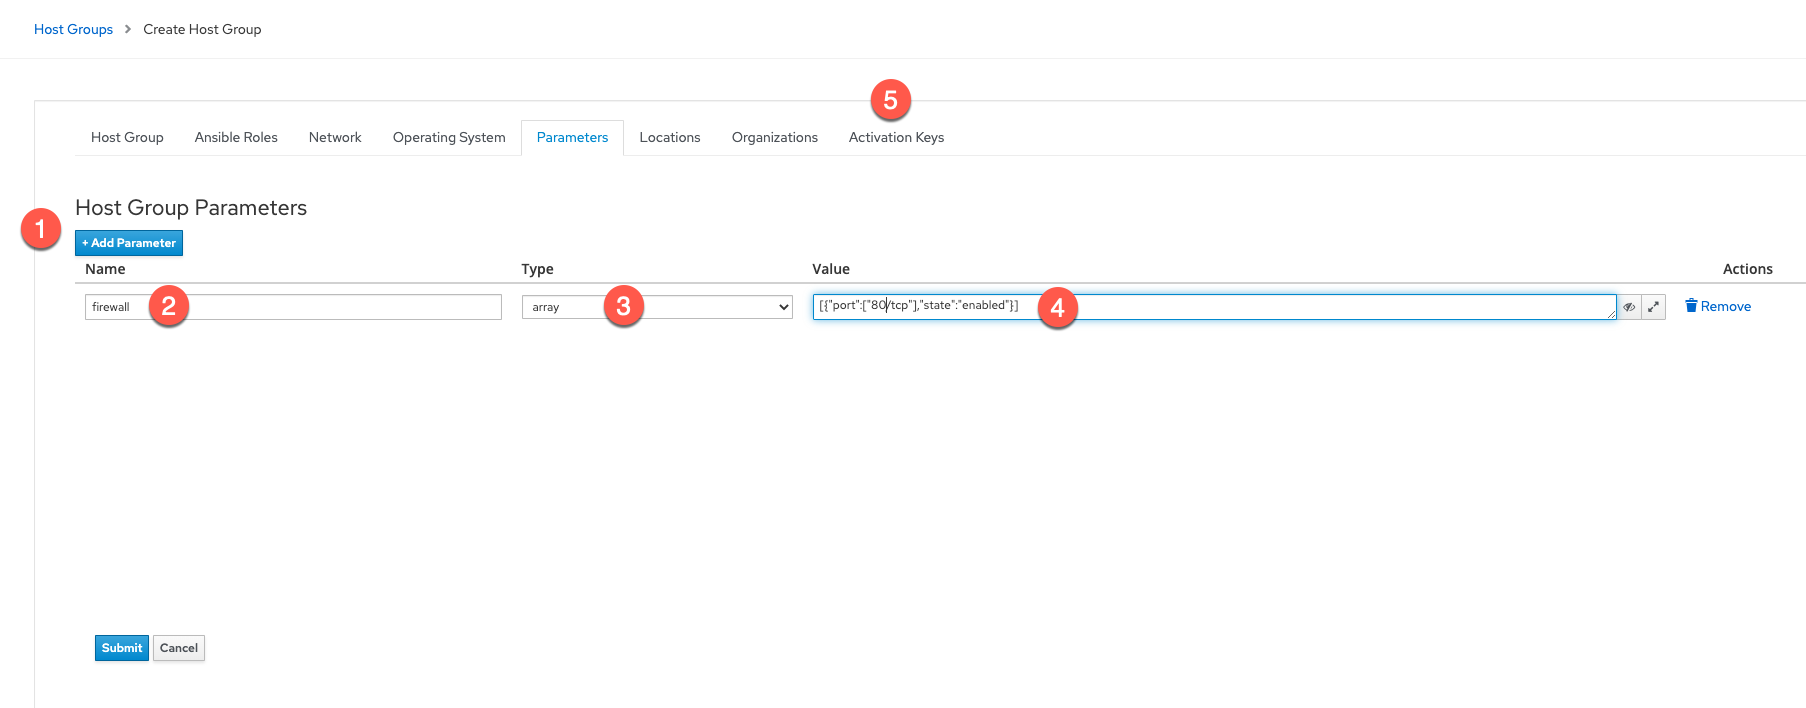 Host Groups > Create Host Group
5
Host Group Ansible Roles Network Operating System Parameters Locations Organizations Activation Keys
Host Group Parameters
1
+ Add Parameter
Name Type Value Actions
firewall 2 array 3 [{"port":["80/tcp"],"state":"enabled"}] 4 Remove
Submit Cancel